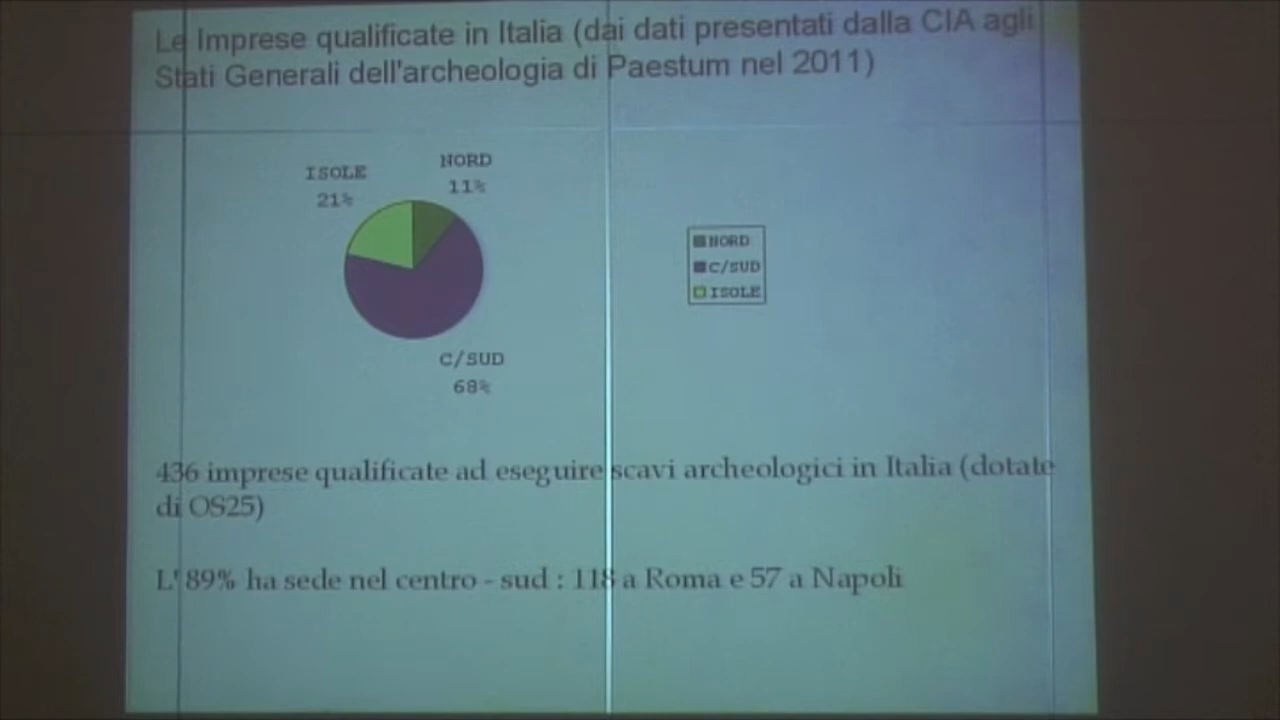 Le Imprese qualificate in Italia (dai dati presentati dalla CIA agli
Stati Generali dell'archeologia di Paestum nel 2011)
ISOLE
21%
NORD
11%
NORD
C/SUD
ISOLE
C/SUD
68%
436 imprese qualificate ad eseguire scavi archeologici in Italia (dotate
di OS25)
L' 89% ha sede nel centro - sud : 118 a Roma e 57 a Napoli